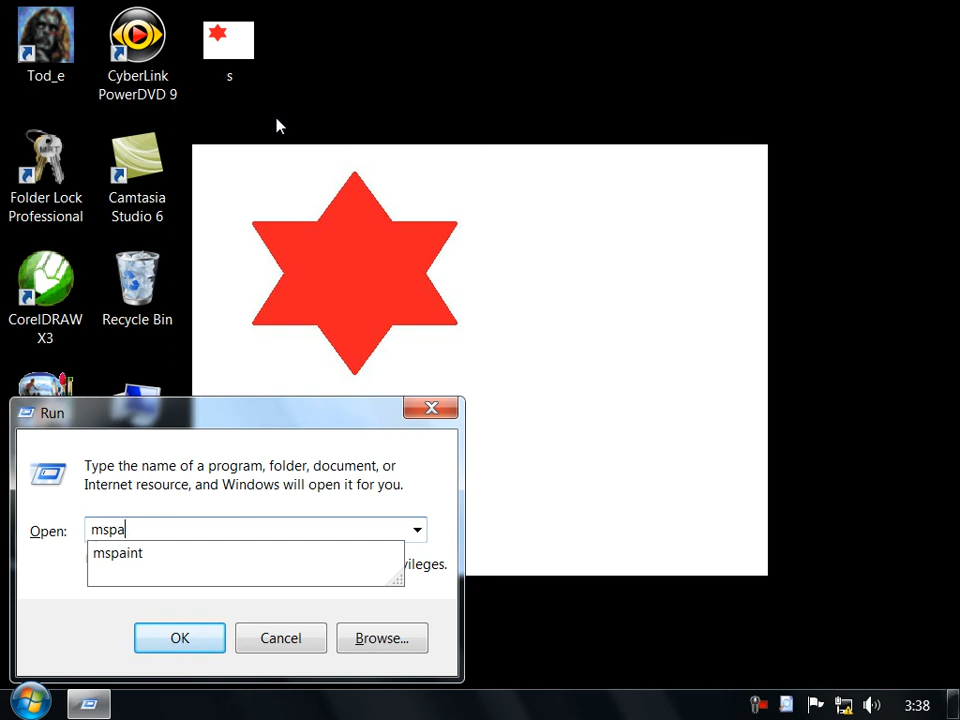 Tod_e
CyberLink
PowerDVD 9
s
Folder Lock
Professional
Camtasia
Studio 6
CorelDRAW
X3
Recycle Bin
Run
Type the name of a program, folder, document, or
Internet resource, and Windows will open it for you.
Open:
mspa
mspaint
vileges.
OK
Cancel
Browse...
3:38